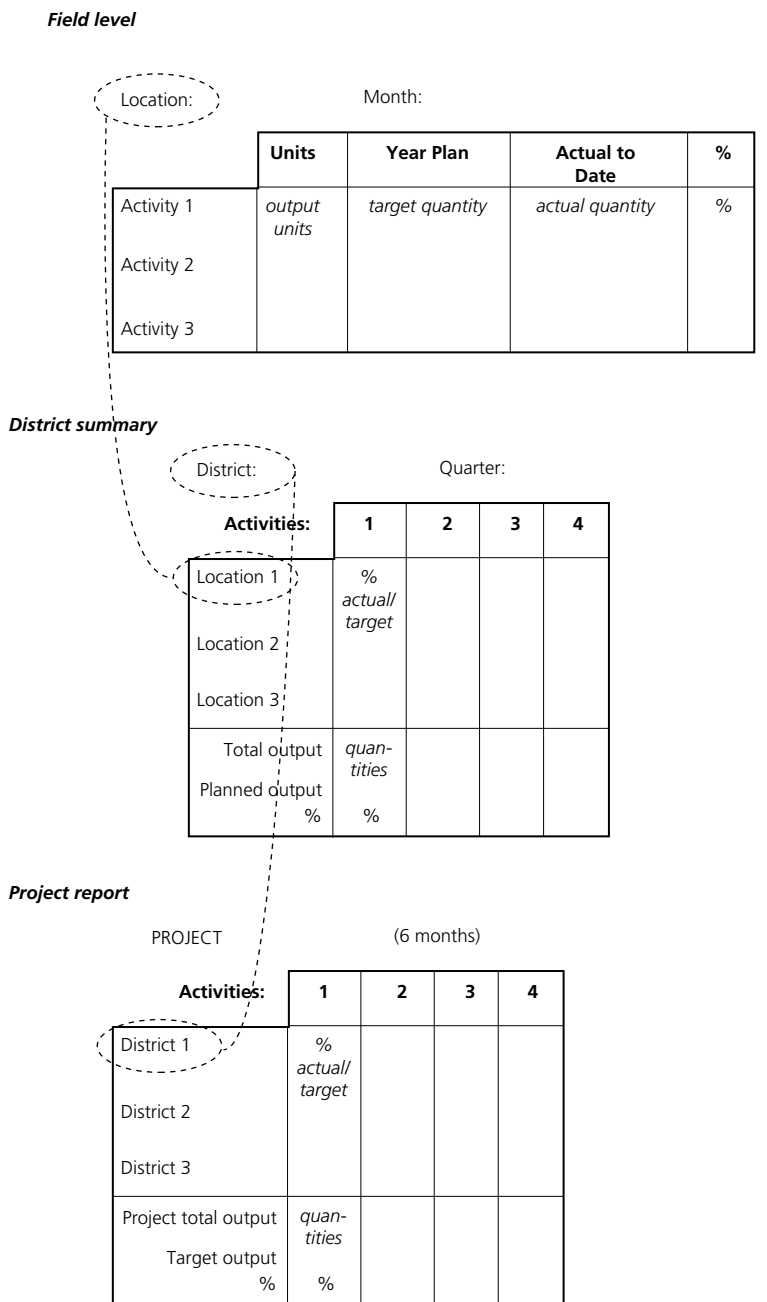 Field level
Location: Month:
Units Year Plan Actual to %
Date
Activity 1 output target quantity actual quantity %
units
Activity 2
Activity 3
District summary
District: Quarter:
Activities: 1 2 3 4
Location 1 %
actual/
target
Location 2
Location 3
Total output quan-
tities
Planned output
% %
Project report
PROJECT (6 months)
Activities: 1 2 3 4
District 1 %
actual/
target
District 2
District 3
Project total output quan-
tities
Target output
% %